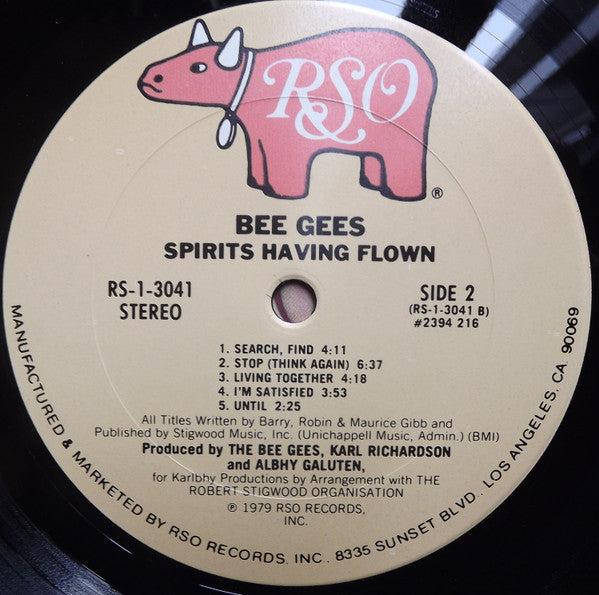 RSO
®
BEE GEES
SPIRITS HAVING FLOWN
RS-1-3041
STEREO
SIDE 2
(RS-1-3041 B)
#2394 216
1. SEARCH, FIND 4:11
2. STOP (THINK AGAIN) 6:37
3. LIVING TOGETHER 4:18
4. I'M SATISFIED 3:53
5. UNTIL 2:25
All Titles Written by Barry, Robin & Maurice Gibb and
Published by Stigwood Music, Inc. (Unichappell Music, Admin.) (BMI)
Produced by THE BEE GEES, KARL RICHARDSON
and ALBHY GALUTEN,
for Karlbhy Productions by Arrangement with THE
ROBERT STIGWOOD ORGANISATION
℗ 1979 RSO RECORDS,
INC.
MANUFACTURED & MARKETED BY RSO RECORDS, INC., 8335 SUNSET BLVD., LOS ANGELES, CA. 90069